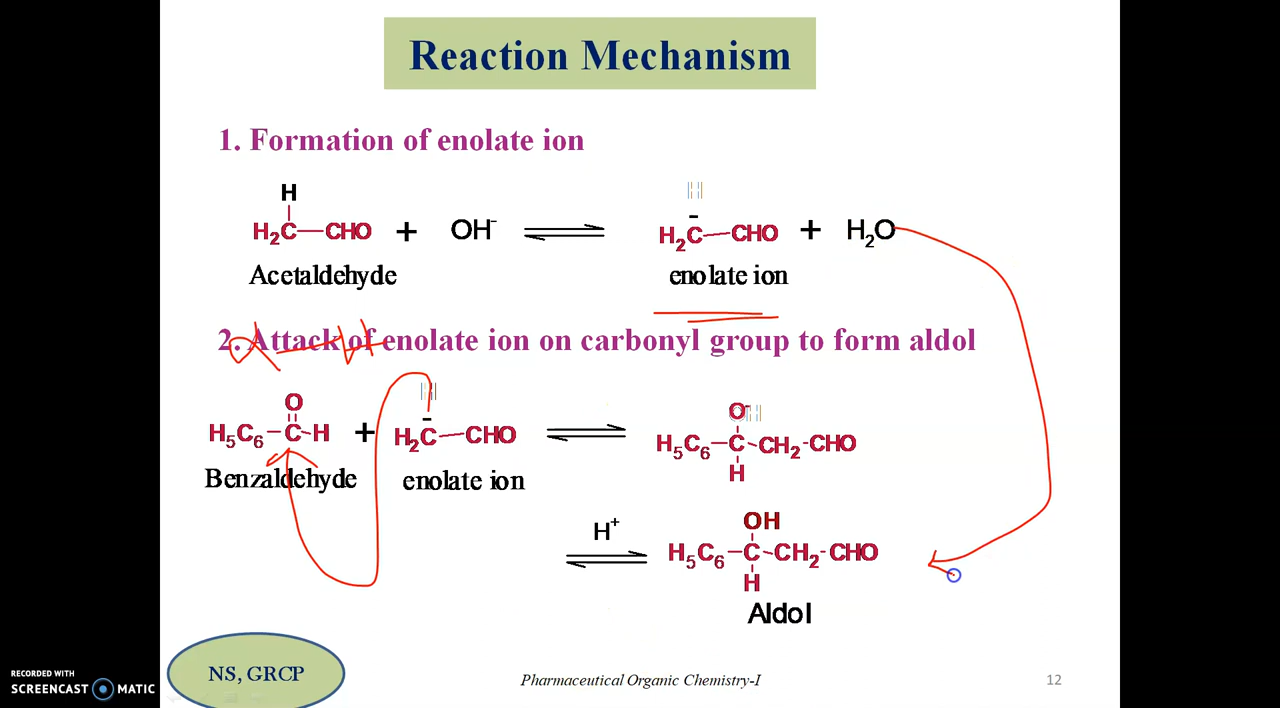 Reaction Mechanism
1. Formation of enolate ion
H
H₂C—CHO + OH⁻ ⇌ H₂C⁻—CHO + H₂O
Acetaldehyde enolate ion
2. Attack of enolate ion on carbonyl group to form aldol
αH
O
H₅C₆-C-H + H₂C⁻—CHO ⇌ H₅C₆-C-CH₂-CHO
O⁻
H
Benzaldehyde enolate ion
H⁺
⇌
OH
H₅C₆-C-CH₂-CHO
H
Aldol
NS, GRCP
Pharmaceutical Organic Chemistry-I
12
RECORDED WITH
SCREENCAST MATIC